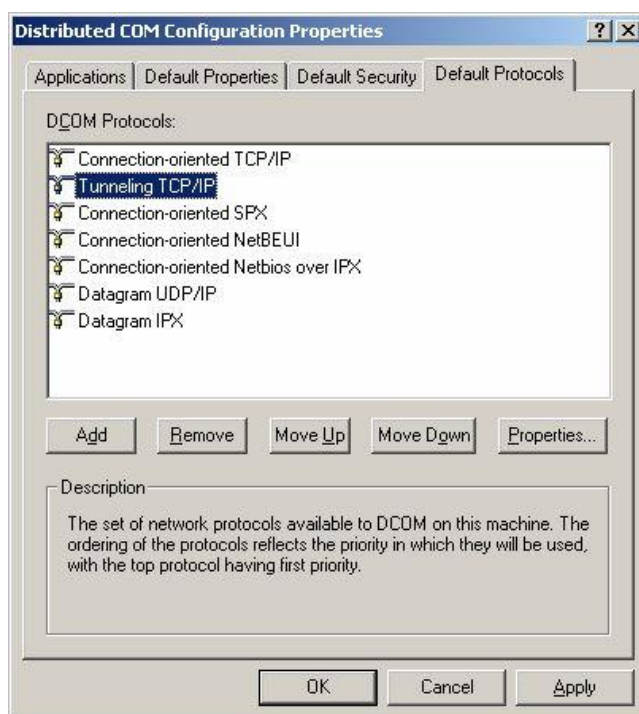 Distributed COM Configuration Properties
Applications
Default Properties
Default Security
Default Protocols
DCOM Protocols:
Connection-oriented TCP/IP
Tunneling TCP/IP
Connection-oriented SPX
Connection-oriented NetBEUI
Connection-oriented Netbios over IPX
Datagram UDP/IP
Datagram IPX
Add
Remove
Move Up
Move Down
Properties...
Description
The set of network protocols available to DCOM on this machine. The
ordering of the protocols reflects the priority in which they will be used,
with the top protocol having first priority.
OK
Cancel
Apply